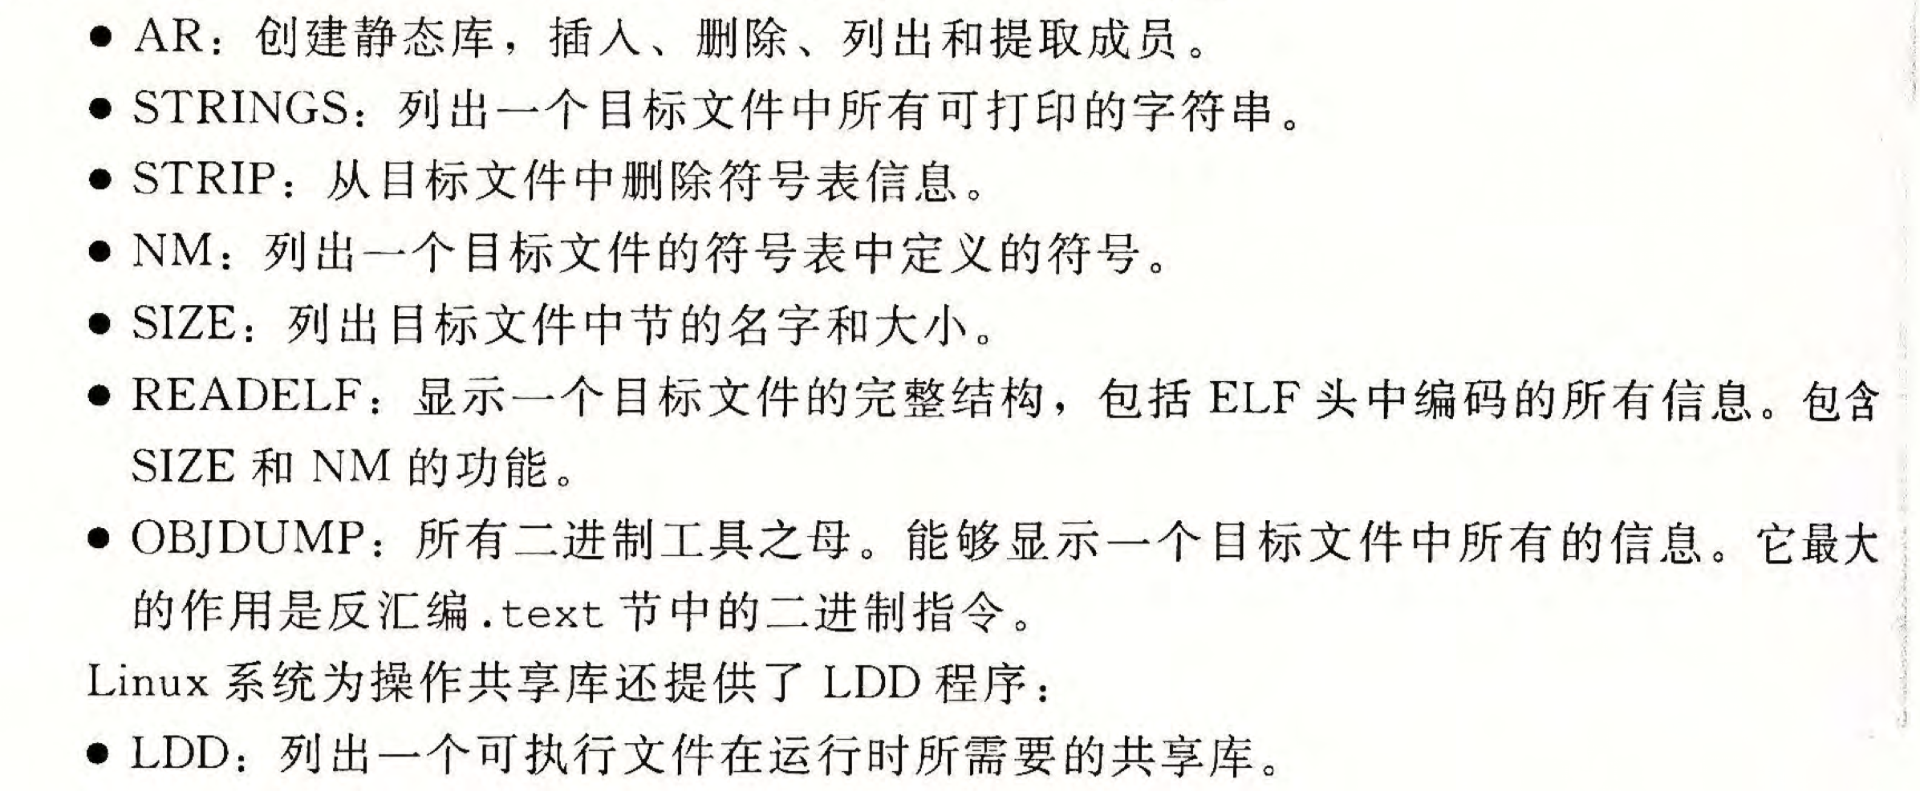 ● AR：创建静态库，插入、删除、列出和提取成员。
● STRINGS：列出一个目标文件中所有可打印的字符串。
● STRIP：从目标文件中删除符号表信息。
● NM：列出一个目标文件的符号表中定义的符号。
● SIZE：列出目标文件中节的名字和大小。
● READELF：显示一个目标文件的完整结构，包括 ELF 头中编码的所有信息。包含
SIZE 和 NM 的功能。
● OBJDUMP：所有二进制工具之母。能够显示一个目标文件中所有的信息。它最大
的作用是反汇编.text 节中的二进制指令。
Linux 系统为操作共享库还提供了 LDD 程序：
● LDD：列出一个可执行文件在运行时所需要的共享库。